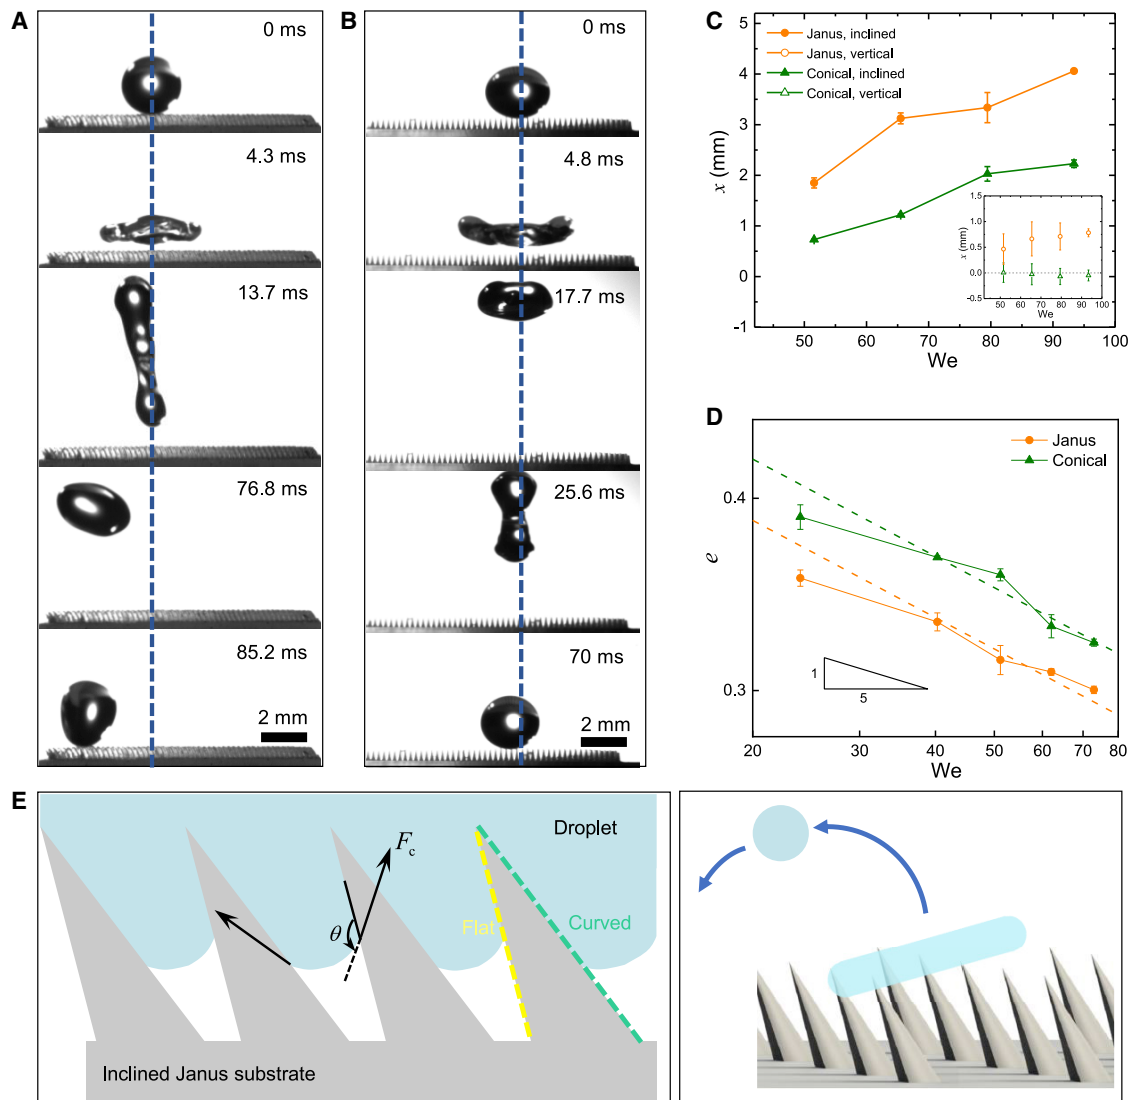 A
0 ms
4.3 ms
13.7 ms
76.8 ms
85.2 ms
2 mm
B
0 ms
4.8 ms
17.7 ms
25.6 ms
70 ms
2 mm
C
Janus, inclined
Janus, vertical
Conical, inclined
Conical, vertical
x (mm)
5
4
3
2
1
0
-1
50 60 70 80 90 100
We
x (mm)
1.5
1.0
0.5
0.0
-0.5
50 60 70 80 90 100
We
D
Janus
Conical
e
0.4
0.3
1
5
20 30 40 50 60 70 80
We
E
Droplet
Fc
θ
Flat
Curved
Inclined Janus substrate